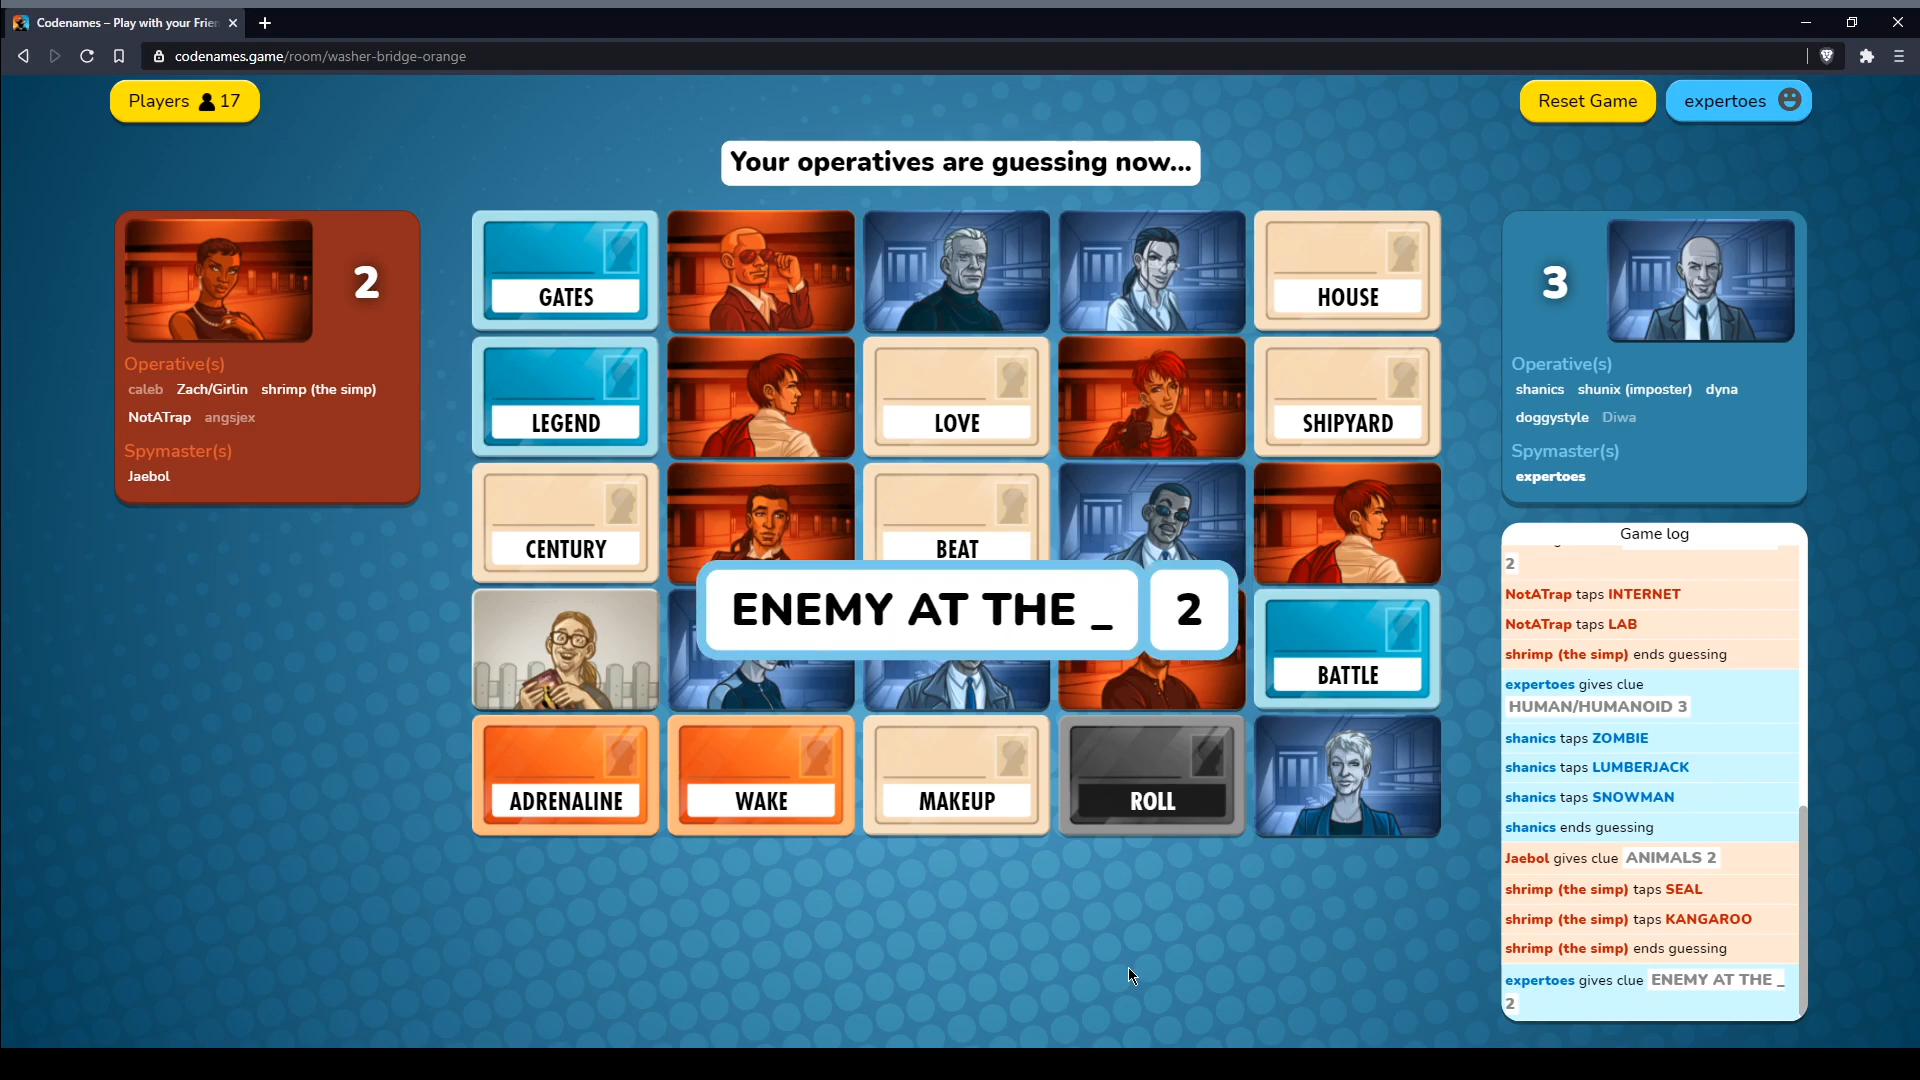 Codenames – Play with your Frien
codenames.game/room/washer-bridge-orange
Players 17
Reset Game
expertoes
Your operatives are guessing now...
2
Operative(s)
caleb Zach/Girlin shrimp (the simp)
NotATrap angsjex
Spymaster(s)
Jaebol
GATES
HOUSE
LEGEND
LOVE
SHIPYARD
CENTURY
BEAT
ENEMY AT THE _ 2
BATTLE
ADRENALINE
WAKE
MAKEUP
ROLL
3
Operative(s)
shanics shunix (imposter) dyna
doggystyle Diwa
Spymaster(s)
expertoes
Game log
2
NotATrap taps INTERNET
NotATrap taps LAB
shrimp (the simp) ends guessing
expertoes gives clue
HUMAN/HUMANOID 3
shanics taps ZOMBIE
shanics taps LUMBERJACK
shanics taps SNOWMAN
shanics ends guessing
Jaebol gives clue ANIMALS 2
shrimp (the simp) taps SEAL
shrimp (the simp) taps KANGAROO
shrimp (the simp) ends guessing
expertoes gives clue ENEMY AT THE _
2